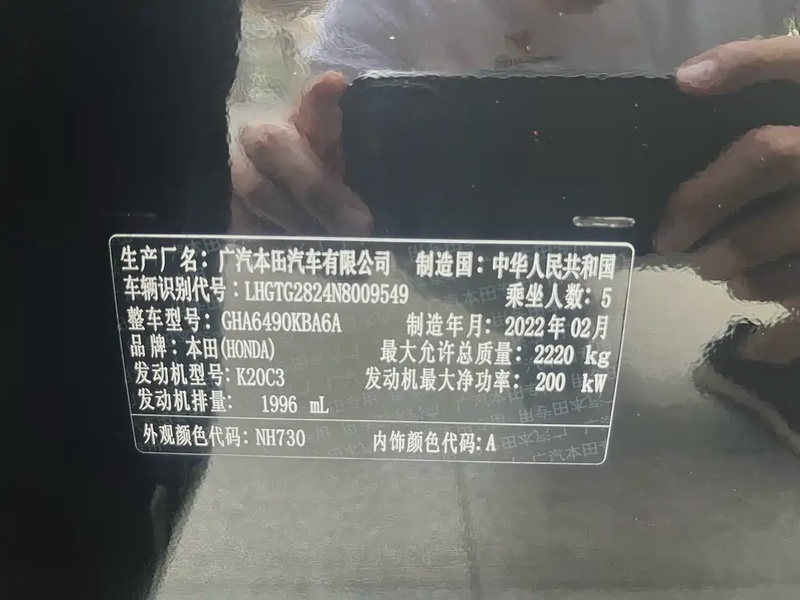 生产厂名：广汽本田汽车有限公司 制造国：中华人民共和国
车辆识别代号：LHGTG2824N8009549 乘坐人数：5
整车型号：GHA6490KBA6A 制造年月：2022年02月
品牌：本田(HONDA) 最大允许总质量：2220 kg
发动机型号：K20C3 发动机最大净功率：200 kW
发动机排量： 1996 mL
外观颜色代码：NH730 内饰颜色代码：A